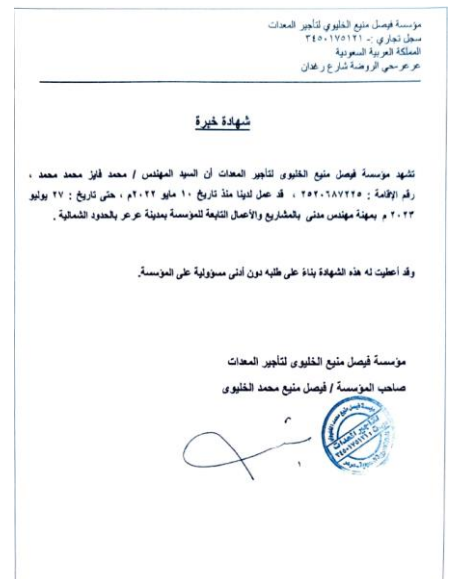 مؤسسة فيصل منيع الخليوي لتأجير المعدات
سجل تجاري :- ٣٤٥٠١٧٥١٢١
المملكة العربية السعودية
عرعر-حي الروضة شارع رغدان
شهادة خبرة
تشهد مؤسسة فيصل منيع الخليوى لتأجير المعدات أن السيد المهندس / محمد فايز محمد محمد ،
رقم الإقامة : ٢٥٢٠٦٨٧٢٢٥ ، قد عمل لدينا منذ تاريخ ١٠ مايو ٢٠٢٢م ، حتى تاريخ : ٢٧ يوليو
٢٠٢٣ م بمهنة مهندس مدنى بالمشاريع والأعمال التابعة للمؤسسة بمدينة عرعر بالحدود الشمالية .
وقد أعطيت له هذه الشهادة بناءً على طلبه دون أدنى مسؤولية على المؤسسة.
مؤسسة فيصل منيع الخليوى لتأجير المعدات
صاحب المؤسسة / فيصل منيع محمد الخليوى
لتأجير المعدات